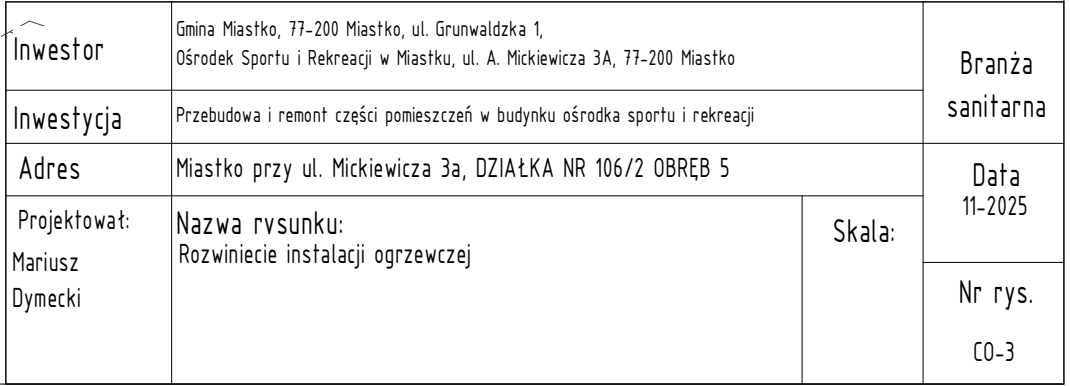 Inwestor
Gmina Miastko, 77-200 Miastko, ul. Grunwaldzka 1,
Ośrodek Sportu i Rekreacji w Miastku, ul. A. Mickiewicza 3A, 77-200 Miastko
Branża
sanitarna
Inwestycja
Przebudowa i remont części pomieszczeń w budynku ośrodka sportu i rekreacji
Adres
Miastko przy ul. Mickiewicza 3a, DZIAŁKA NR 106/2 OBRĘB 5
Data
11-2025
Projektował:
Mariusz
Dymecki
Nazwa rysunku:
Rozwiniecie instalacji ogrzewczej
Skala:
Nr rys.
CO-3